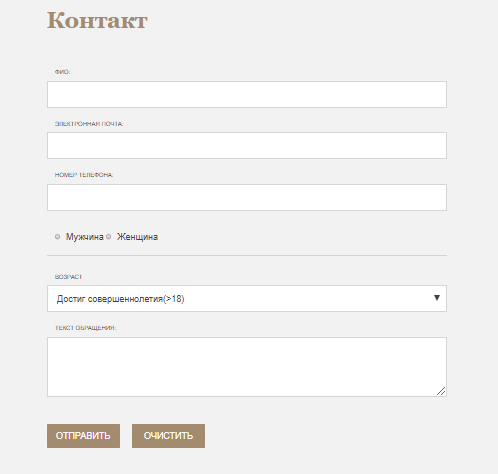 Контакт
ФИО:
ЭЛЕКТРОННАЯ ПОЧТА:
НОМЕР ТЕЛЕФОНА:
Мужчина Женщина
ВОЗРАСТ
Достиг совершеннолетия(>18)
ТЕКСТ ОБРАЩЕНИЯ:
ОТПРАВИТЬ ОЧИСТИТЬ